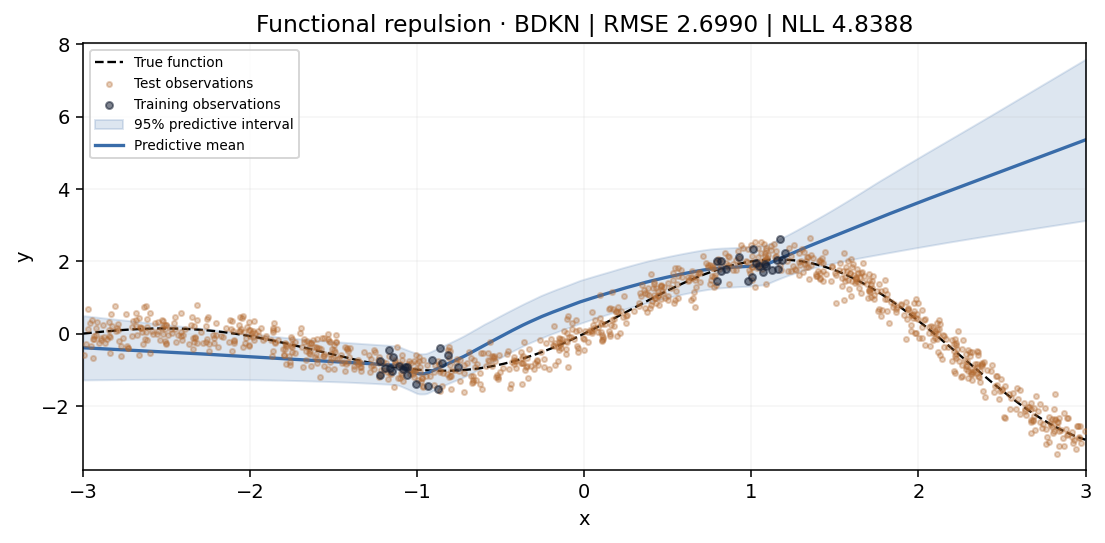 Functional repulsion · BDKN | RMSE 2.6990 | NLL 4.8388
True function
Test observations
Training observations
95% predictive interval
Predictive mean
y
8
6
4
2
0
−2
−3
−2
−1
0
1
2
3
x